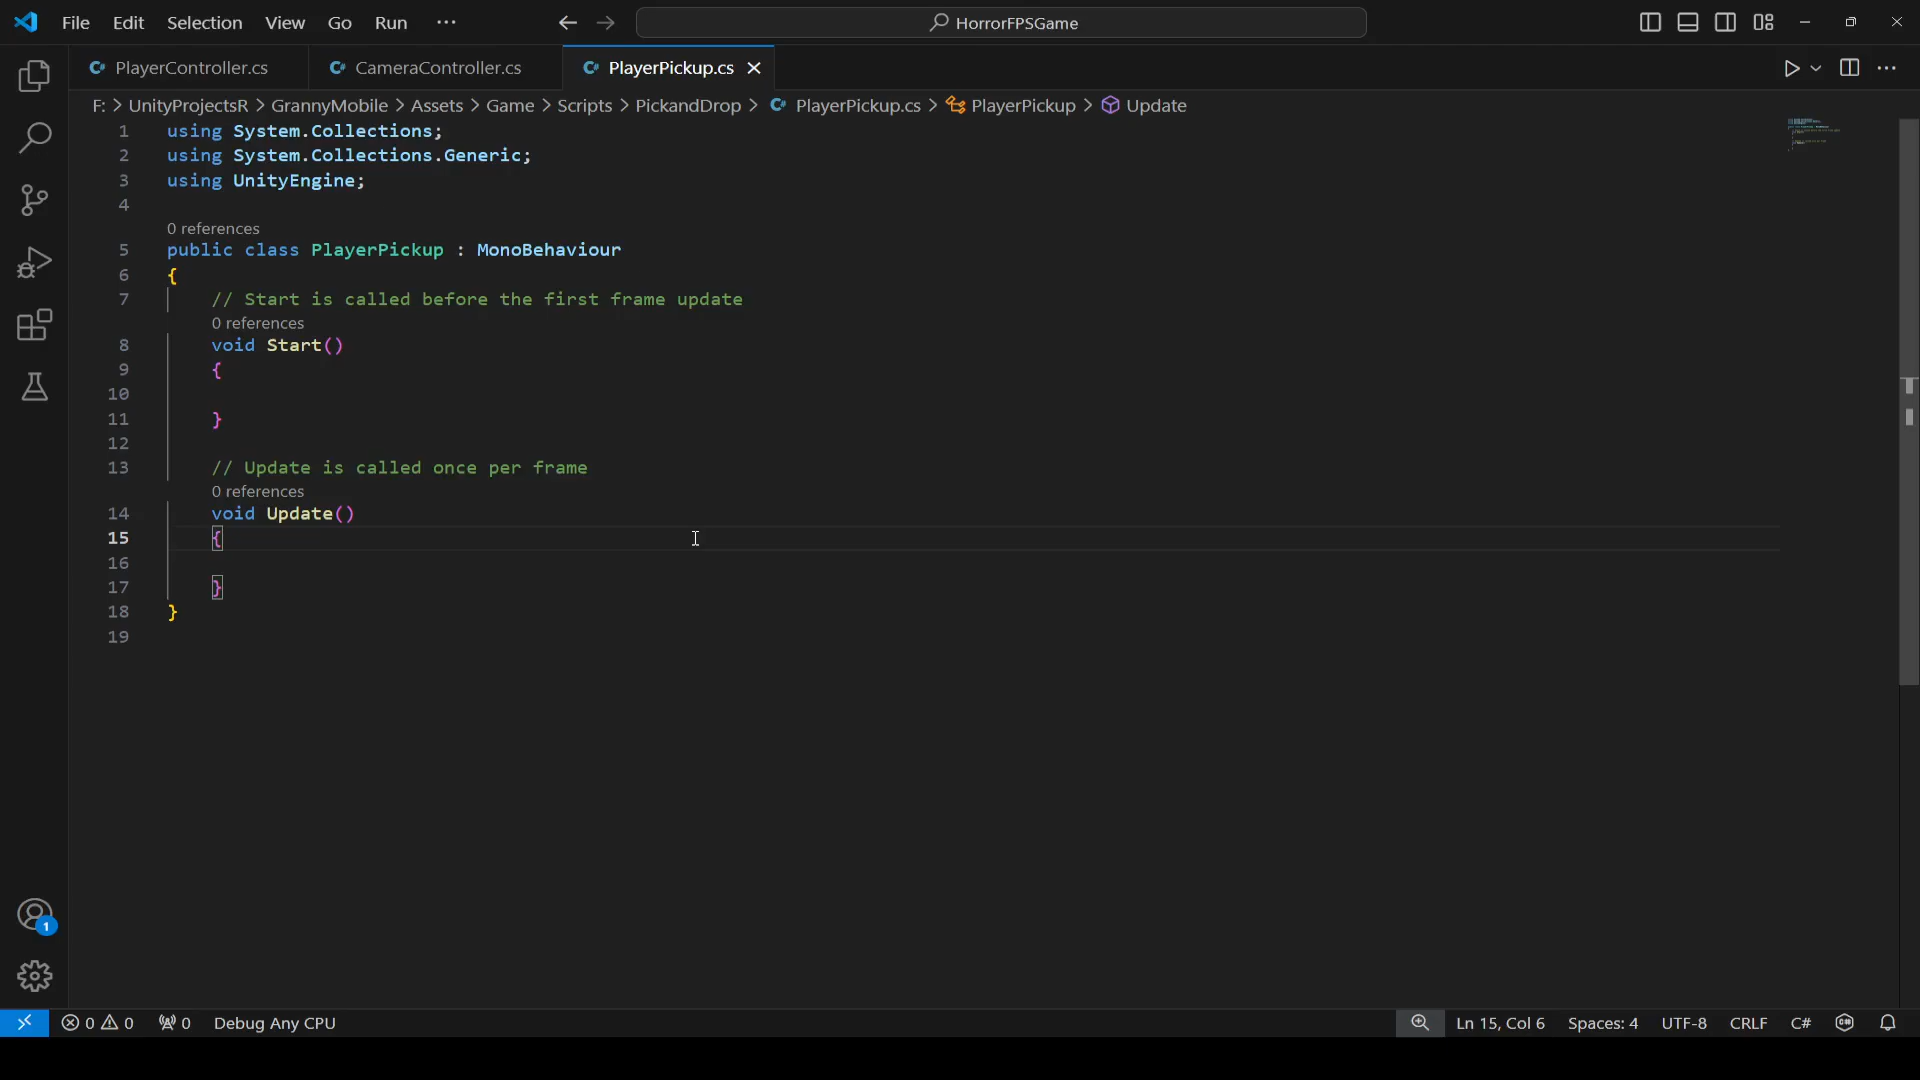 File Edit Selection View Go Run ··· HorrorFPSGame
PlayerController.cs CameraController.cs PlayerPickup.cs
F: > UnityProjectsR > GrannyMobile > Assets > Game > Scripts > PickandDrop > PlayerPickup.cs > PlayerPickup > Update
1 using System.Collections;
2 using System.Collections.Generic;
3 using UnityEngine;
4
0 references
5 public class PlayerPickup : MonoBehaviour
6 {
7 // Start is called before the first frame update
0 references
8 void Start()
9 {
10
11 }
12
13 // Update is called once per frame
0 references
14 void Update()
15 {
16
17 }
18 }
19
1
0 0 0 Debug Any CPU Ln 15, Col 6 Spaces: 4 UTF-8 CRLF C#